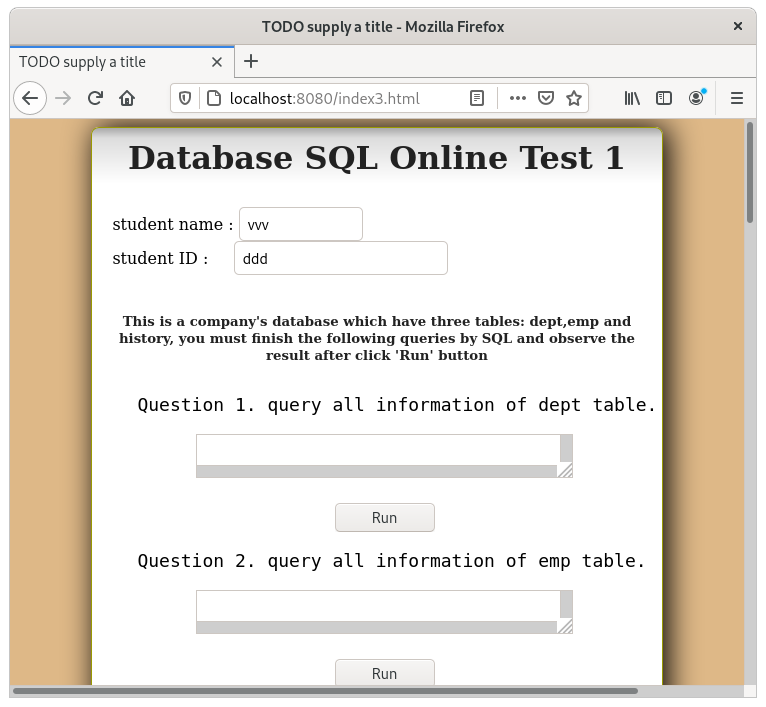 TODO supply a title - Mozilla Firefox
TODO supply a title
localhost:8080/index3.html
Database SQL Online Test 1
student name : vvv
student ID : ddd
This is a company's database which have three tables: dept,emp and
history, you must finish the following queries by SQL and observe the
result after click 'Run' button
Question 1. query all information of dept table.
Run
Question 2. query all information of emp table.
Run